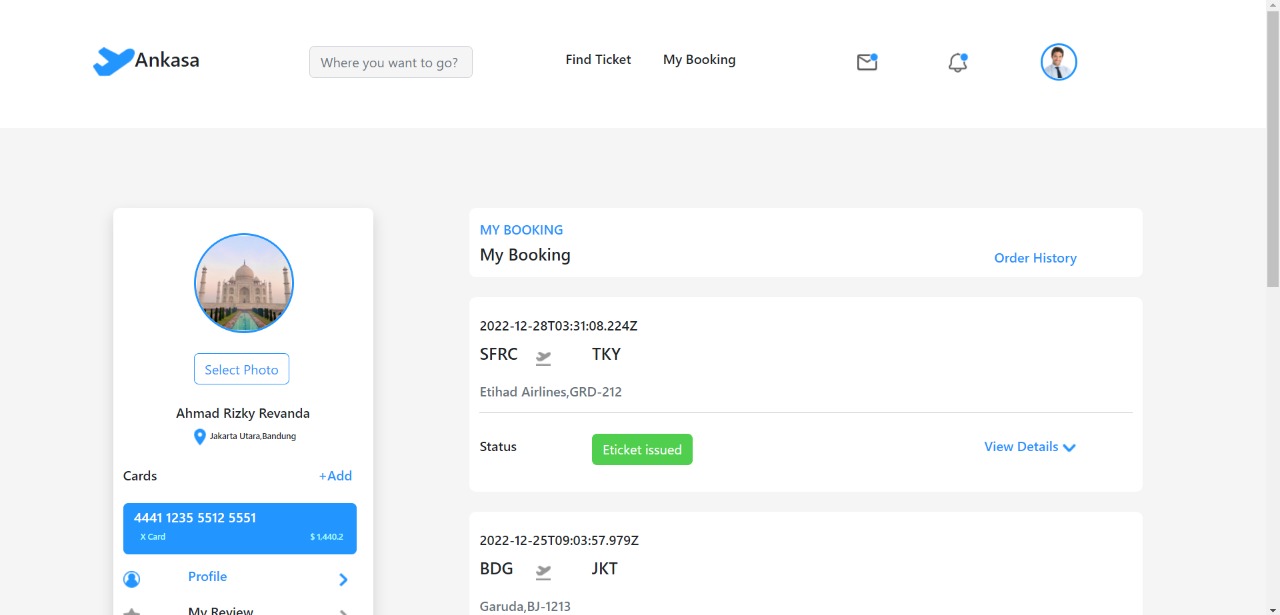 Ankasa
Where you want to go?
Find Ticket
My Booking
Select Photo
Ahmad Rizky Revanda
Jakarta Utara,Bandung
Cards
+Add
4441 1235 5512 5551
X Card
$ 1,440.2
Profile
My Review
MY BOOKING
My Booking
Order History
2022-12-28T03:31:08.224Z
SFRC TKY
Etihad Airlines,GRD-212
Status
Eticket issued
View Details
2022-12-25T09:03:57.979Z
BDG JKT
Garuda,BJ-1213